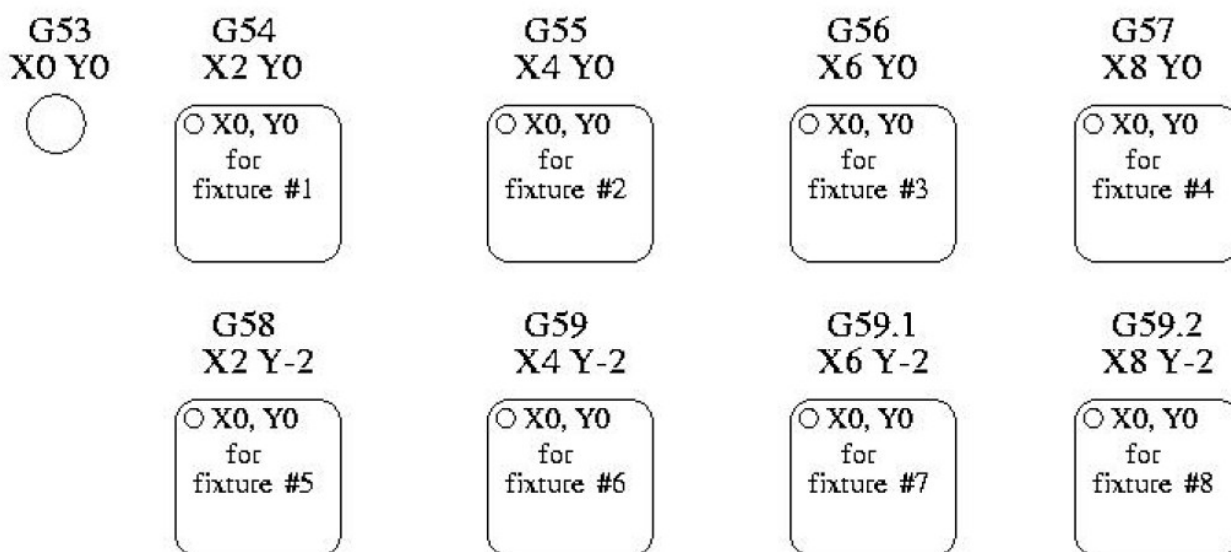 G53 G54 G55 G56 G57
X0 Y0 X2 Y0 X4 Y0 X6 Y0 X8 Y0
X0, Y0 X0, Y0 X0, Y0 X0, Y0
for for for for
fixture #1 fixture #2 fixture #3 fixture #4
G58 G59 G59.1 G59.2
X2 Y-2 X4 Y-2 X6 Y-2 X8 Y-2
X0, Y0 X0, Y0 X0, Y0 X0, Y0
for for for for
fixture #5 fixture #6 fixture #7 fixture #8